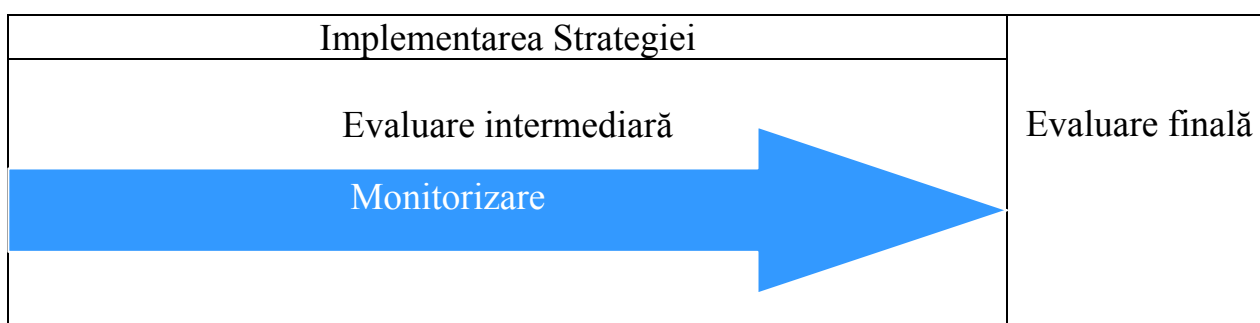 Implementarea Strategiei
Evaluare intermediară
Evaluare finală
Monitorizare